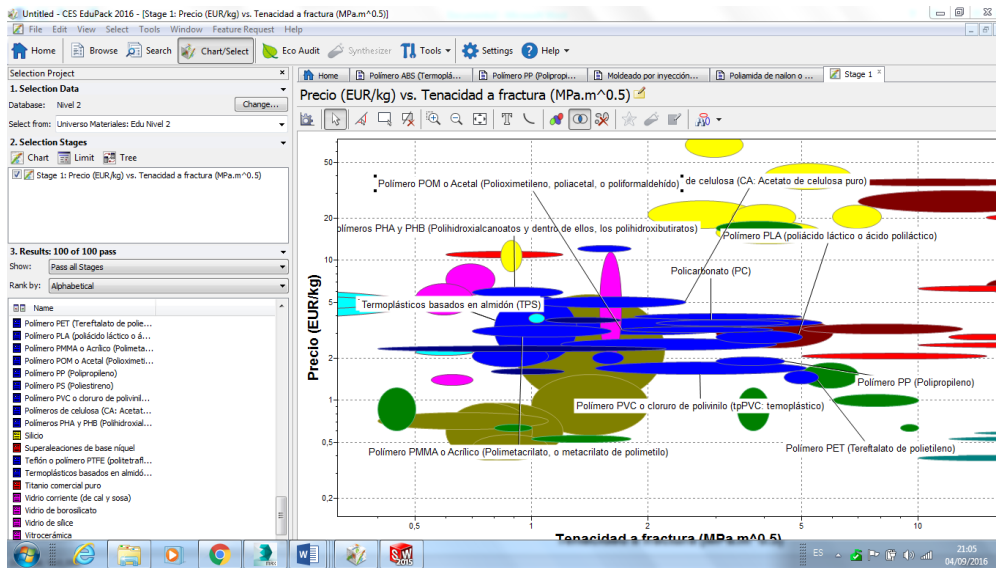 Untitled - CES EduPack 2016 - [Stage 1: Precio (EUR/kg) vs. Tenacidad a fractura (MPa.m^0.5)]
File Edit View Select Tools Window Feature Request Help
Home Browse Search Chart/Select Eco Audit Synthesizer Tools Settings Help
Selection Project
1. Selection Data
Database: Nivel 2 Change...
Select from: Universo Materiales: Edu Nivel 2
2. Selection Stages
Chart Limit Tree
Stage 1: Precio (EUR/kg) vs. Tenacidad a fractura (MPa.m^0.5)
3. Results: 100 of 100 pass
Show: Pass all Stages
Rank by: Alphabetical
Name
Polímero PET (Tereftalato de polie...
Polímero PLA (poliácido láctico o á...
Polímero PMMA o Acrílico (Polimeta...
Polímero POM o Acetal (Polioximeti...
Polímero PP (Polipropileno)
Polímero PS (Poliestireno)
Polímero PVC o cloruro de polivinil...
Polímeros de celulosa (CA: Acetat...
Polímeros PHA y PHB (Polihidroxial...
Silicio
Superaleaciones de base níquel
Teflón o polímero PTFE (politetrafl...
Termoplásticos basados en almidó...
Titanio comercial puro
Vidrio corriente (de cal y sosa)
Vidrio de borosilicato
Vidrio de sílice
Vitrocerámica
Home Polímero ABS (Termoplá... Polímero PP (Polipropi... Moldeado por inyección... Poliamida de nailon o ... Stage 1
Precio (EUR/kg) vs. Tenacidad a fractura (MPa.m^0.5)
Precio (EUR/kg)
50
20
10
5
2
1
0,5
0,2
Polímero POM o Acetal (Polioximetileno, poliacetal, o poliformaldehído)
de celulosa (CA: Acetato de celulosa puro)
olímeros PHA y PHB (Polihidroxialcanoatos y dentro de ellos, los polihidroxibutiratos)
Polímero PLA (poliácido láctico o ácido poliláctico)
Policarbonato (PC)
Termoplásticos basados en almidón (TPS)
Polímero PP (Polipropileno)
Polímero PVC o cloruro de polivinilo (tpPVC: temoplástico)
Polímero PMMA o Acrílico (Polimetacrilato, o metacrilato de polimetilo)
Polímero PET (Tereftalato de polietileno)
0,5 1 2 5 10
Tenacidad a fractura (MPa.m^0.5)
ES
21:05
04/09/2016